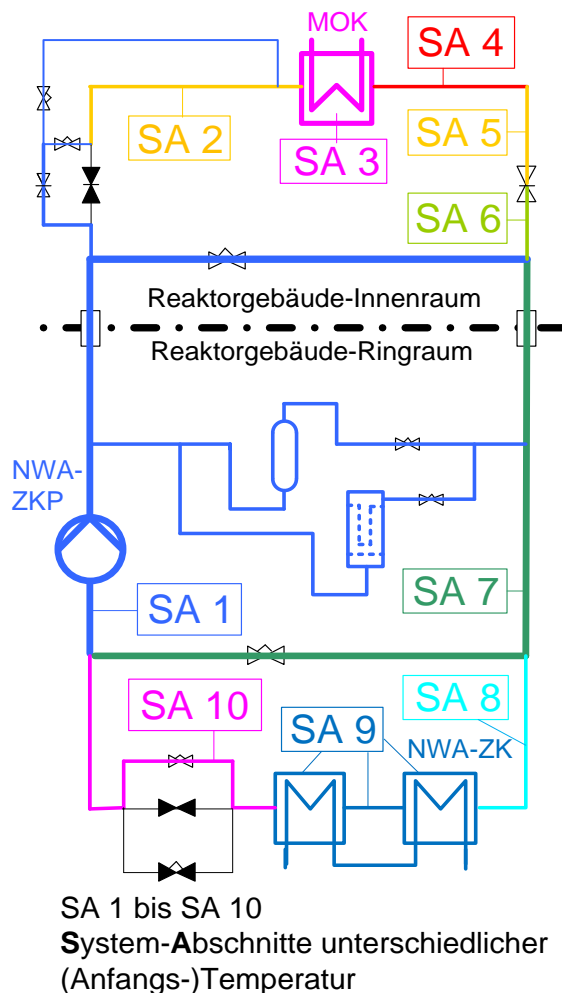 MOK
SA 4
SA 2
SA 3
SA 5
SA 6
Reaktorgebäude-Innenraum
Reaktorgebäude-Ringraum
NWA-
ZKP
SA 1
SA 7
SA 10
SA 8
SA 9
NWA-ZK
SA 1 bis SA 10
System-Abschnitte unterschiedlicher
(Anfangs-)Temperatur